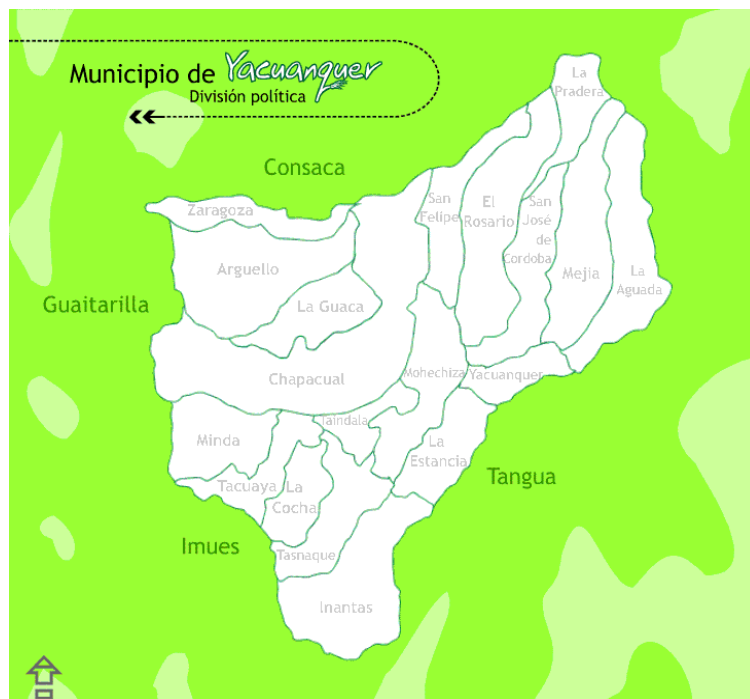 Municipio de Yacuanquer
División política
Consaca
Guaitarilla
Imues
Tangua
La
Pradera
Zaragoza
San
Felipe
El
Rosario
San
José
de
Cordoba
Mejia
La
Aguada
Arguello
La Guaca
Chapacual
Mohechiza
Yacuanquer
Taindala
Minda
La
Estancia
Tacuaya
La
Cocha
Tasnaque
Inantas